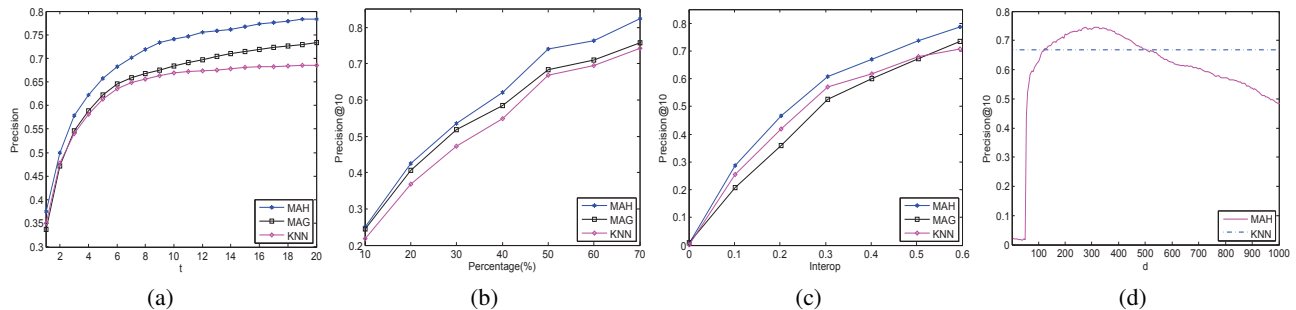 0.8
0.75
0.7
0.65
0.6
0.55
0.5
0.45
0.4
0.35
0.3
Precision
2 4 6 8 10 12 14 16 18 20
t
MAH
MAG
KNN
(a)
0.8
0.7
0.6
0.5
0.4
0.3
0.2
Precision@10
10 20 30 40 50 60 70
Percentage(%)
MAH
MAG
KNN
(b)
0.8
0.7
0.6
0.5
0.4
0.3
0.2
0.1
0
Precision@10
0 0.1 0.2 0.3 0.4 0.5 0.6
Interop
MAH
MAG
KNN
(c)
0.8
0.7
0.6
0.5
0.4
0.3
0.2
0.1
0
Precision@10
100 200 300 400 500 600 700 800 900 1000
d
MAH
KNN
(d)